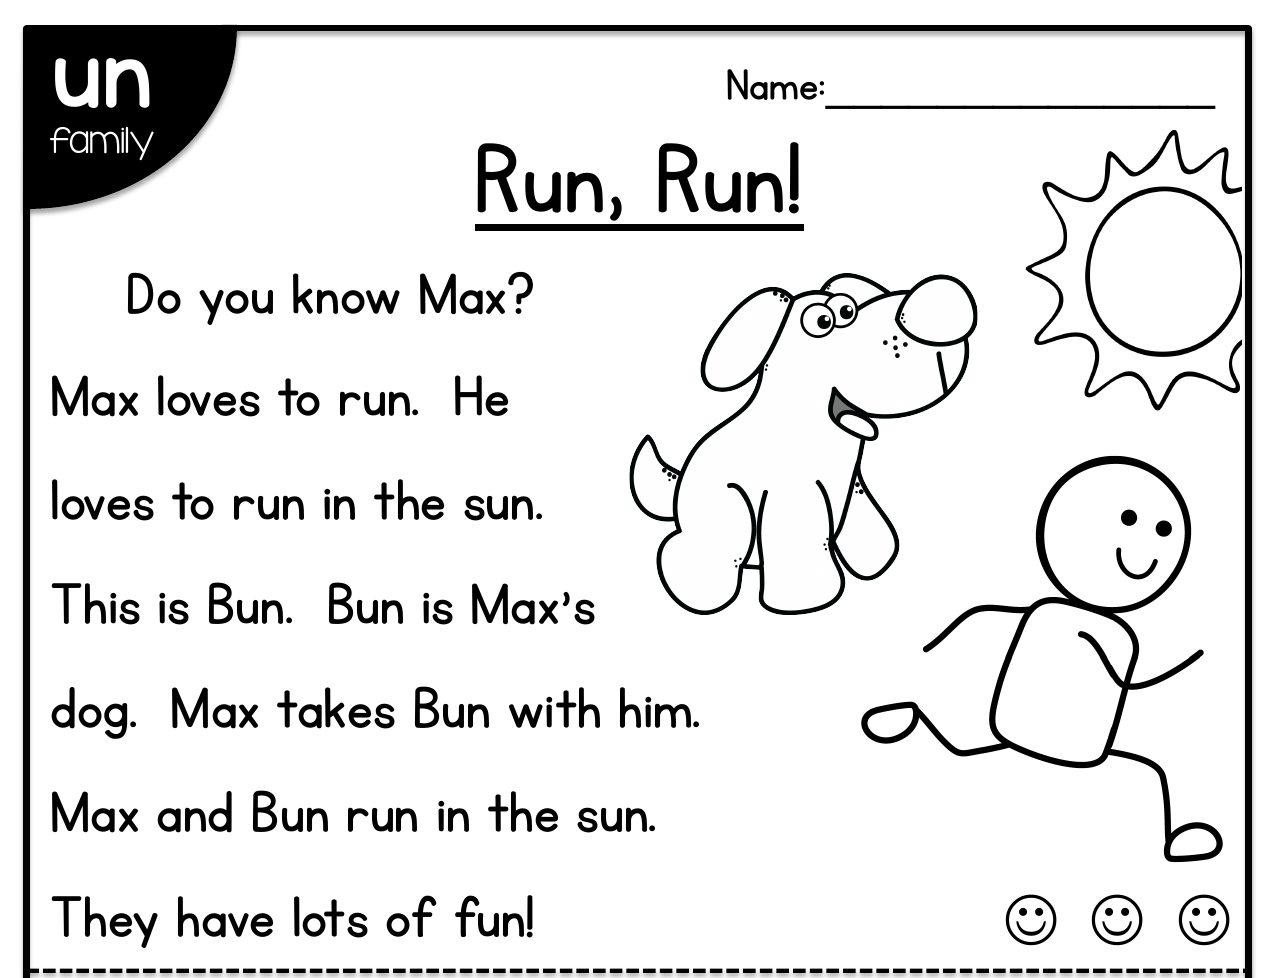 un
family
Name:
Run, Run!
Do you know Max?
Max loves to run.  He
loves to run in the sun.
This is Bun.  Bun is Max’s
dog.  Max takes Bun with him.
Max and Bun run in the sun.
They have lots of fun!